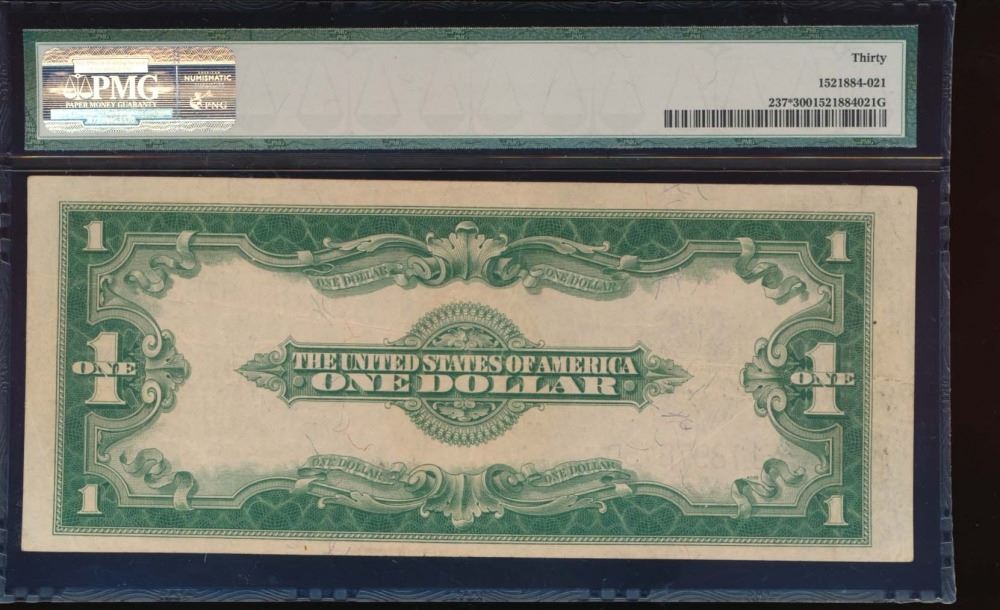 PMG
PAPER MONEY GUARANTY
NUMISMATIC
PNG
Thirty
1521884-021
237*3001521884021G
1
1
ONE DOLLAR
ONE DOLLAR
1
ONE
THE UNITED STATES OF AMERICA
ONE DOLLAR
1
ONE
ONE DOLLAR
ONE DOLLAR
1
1